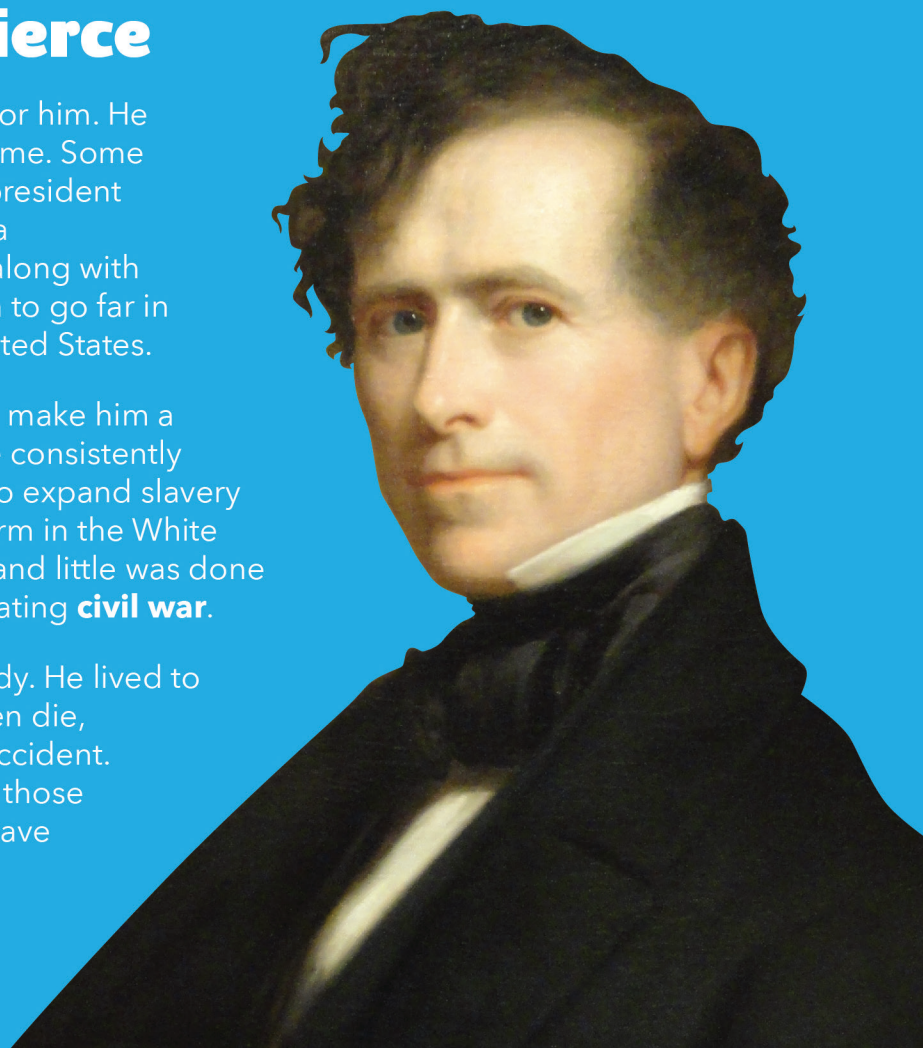 ierce
or him. He
me. Some
president
a
along with
to go far in
ted States.
make him a
consistently
o expand slavery
rm in the White
and little was done
ating civil war.
dy. He lived to
en die,
ccident.
those
ave